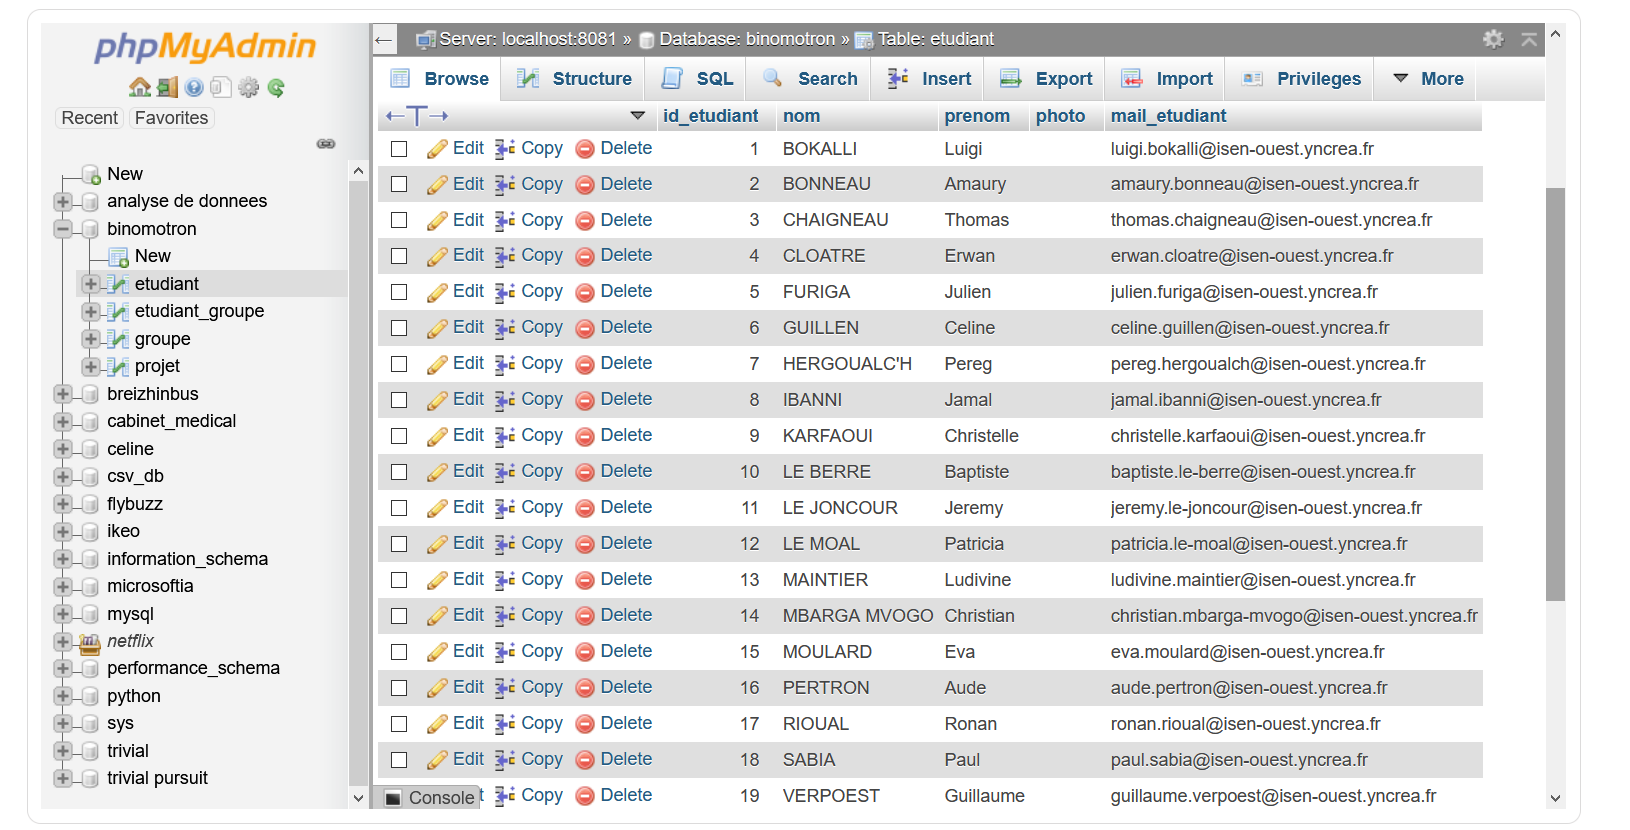 phpMyAdmin
Recent Favorites
New
analyse de donnees
binomotron
New
etudiant
etudiant_groupe
groupe
projet
breizhinbus
cabinet_medical
celine
csv_db
flybuzz
ikeo
information_schema
microsoftia
mysql
netflix
performance_schema
python
sys
trivial
trivial pursuit
Server: localhost:8081 » Database: binomotron » Table: etudiant
Browse Structure SQL Search Insert Export Import Privileges More
id_etudiant nom prenom photo mail_etudiant
Edit Copy Delete 1 BOKALLI Luigi luigi.bokalli@isen-ouest.yncrea.fr
Edit Copy Delete 2 BONNEAU Amaury amaury.bonneau@isen-ouest.yncrea.fr
Edit Copy Delete 3 CHAIGNEAU Thomas thomas.chaigneau@isen-ouest.yncrea.fr
Edit Copy Delete 4 CLOATRE Erwan erwan.cloatre@isen-ouest.yncrea.fr
Edit Copy Delete 5 FURIGA Julien julien.furiga@isen-ouest.yncrea.fr
Edit Copy Delete 6 GUILLEN Celine celine.guillen@isen-ouest.yncrea.fr
Edit Copy Delete 7 HERGOUALC'H Pereg pereg.hergoualch@isen-ouest.yncrea.fr
Edit Copy Delete 8 IBANNI Jamal jamal.ibanni@isen-ouest.yncrea.fr
Edit Copy Delete 9 KARFAOUI Christelle christelle.karfaoui@isen-ouest.yncrea.fr
Edit Copy Delete 10 LE BERRE Baptiste baptiste.le-berre@isen-ouest.yncrea.fr
Edit Copy Delete 11 LE JONCOUR Jeremy jeremy.le-joncour@isen-ouest.yncrea.fr
Edit Copy Delete 12 LE MOAL Patricia patricia.le-moal@isen-ouest.yncrea.fr
Edit Copy Delete 13 MAINTIER Ludivine ludivine.maintier@isen-ouest.yncrea.fr
Edit Copy Delete 14 MBARGA MVOGO Christian christian.mbarga-mvogo@isen-ouest.yncrea.fr
Edit Copy Delete 15 MOULARD Eva eva.moulard@isen-ouest.yncrea.fr
Edit Copy Delete 16 PERTRON Aude aude.pertron@isen-ouest.yncrea.fr
Edit Copy Delete 17 RIOUAL Ronan ronan.rioual@isen-ouest.yncrea.fr
Edit Copy Delete 18 SABIA Paul paul.sabia@isen-ouest.yncrea.fr
Console Copy Delete 19 VERPOEST Guillaume guillaume.verpoest@isen-ouest.yncrea.fr